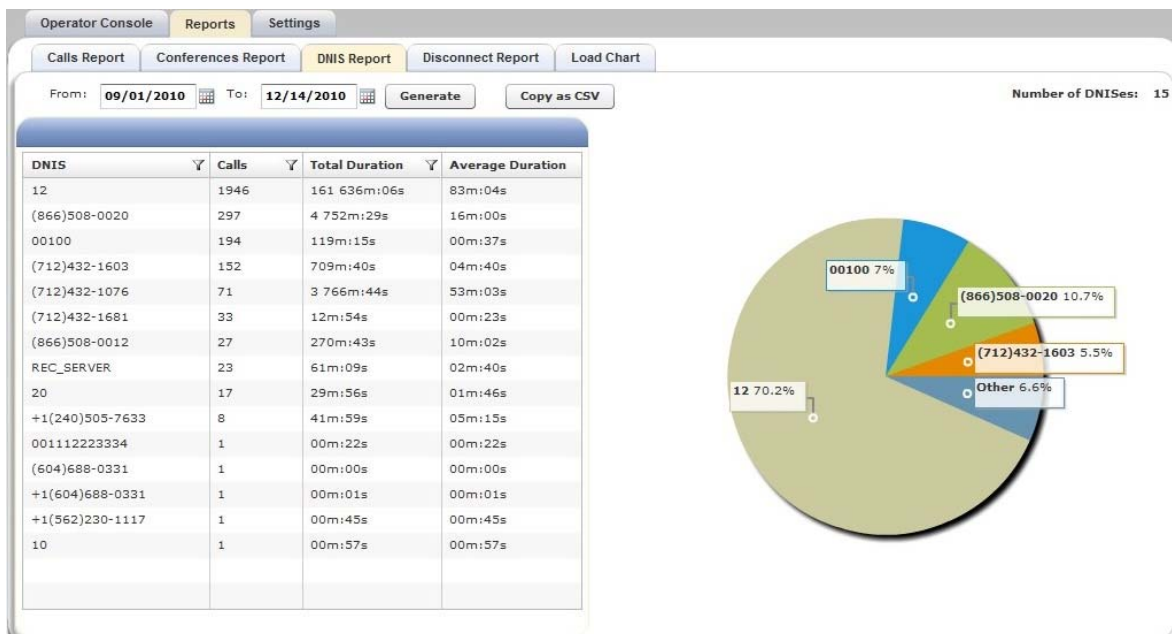 Operator Console Reports Settings
Calls Report Conferences Report DNIS Report Disconnect Report Load Chart
From: 09/01/2010 To: 12/14/2010 Generate Copy as CSV Number of DNISes: 15
DNIS Calls Total Duration Average Duration
12 1946 161 636m:06s 83m:04s
(866)508-0020 297 4 752m:29s 16m:00s
00100 194 119m:15s 00m:37s
(712)432-1603 152 709m:40s 04m:40s
(712)432-1076 71 3 766m:44s 53m:03s
(712)432-1681 33 12m:54s 00m:23s
(866)508-0012 27 270m:43s 10m:02s
REC_SERVER 23 61m:09s 02m:40s
20 17 29m:56s 01m:46s
+1(240)505-7633 8 41m:59s 05m:15s
001112223334 1 00m:22s 00m:22s
(604)688-0331 1 00m:00s 00m:00s
+1(604)688-0331 1 00m:01s 00m:01s
+1(562)230-1117 1 00m:45s 00m:45s
10 1 00m:57s 00m:57s
00100 7%
(866)508-0020 10.7%
(712)432-1603 5.5%
Other 6.6%
12 70.2%